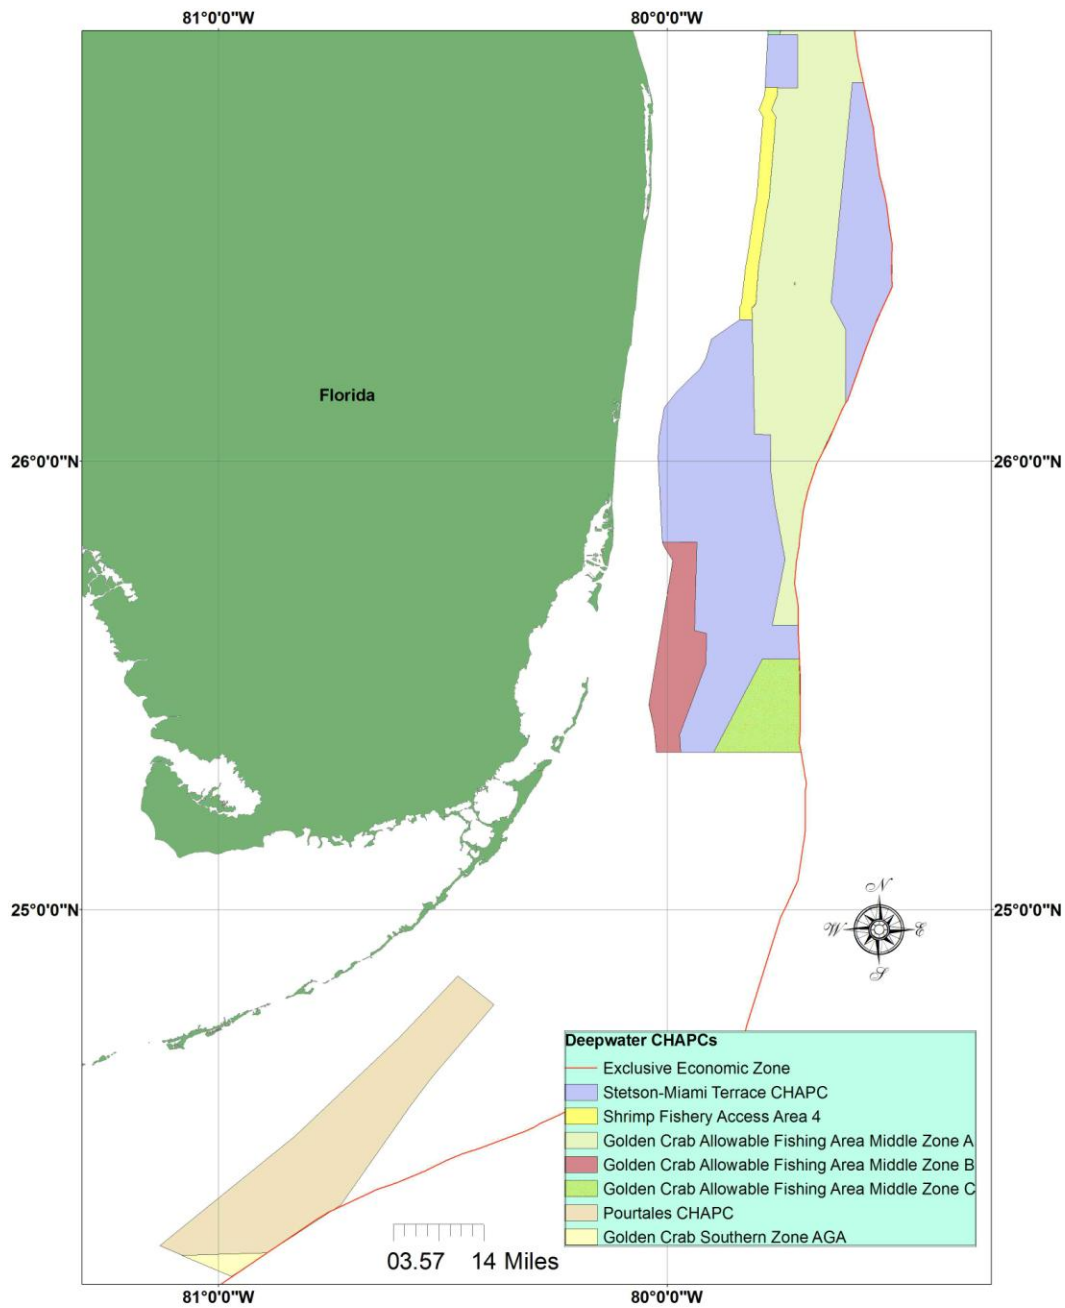 81°0'0"W 80°0'0"W
Florida
26°0'0"N 26°0'0"N
25°0'0"N 25°0'0"N
N
W E
S
Deepwater CHAPCs
Exclusive Economic Zone
Stetson-Miami Terrace CHAPC
Shrimp Fishery Access Area 4
Golden Crab Allowable Fishing Area Middle Zone A
Golden Crab Allowable Fishing Area Middle Zone B
Golden Crab Allowable Fishing Area Middle Zone C
Pourtales CHAPC
Golden Crab Southern Zone AGA
03.57 14 Miles
81°0'0"W 80°0'0"W